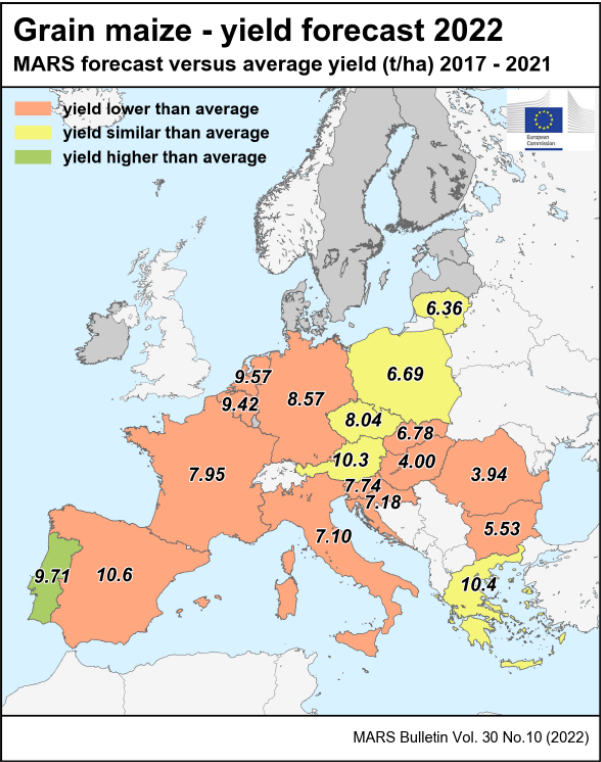 Grain maize - yield forecast 2022
MARS forecast versus average yield (t/ha) 2017 - 2021
yield lower than average
yield similar than average
yield higher than average
European
Commission
6.36
6.69
9.57
9.42
8.57
8.04
6.78
10.3
4.00
7.95
3.94
7.74
7.18
7.10
5.53
9.71
10.6
10.4
MARS Bulletin Vol. 30 No.10 (2022)